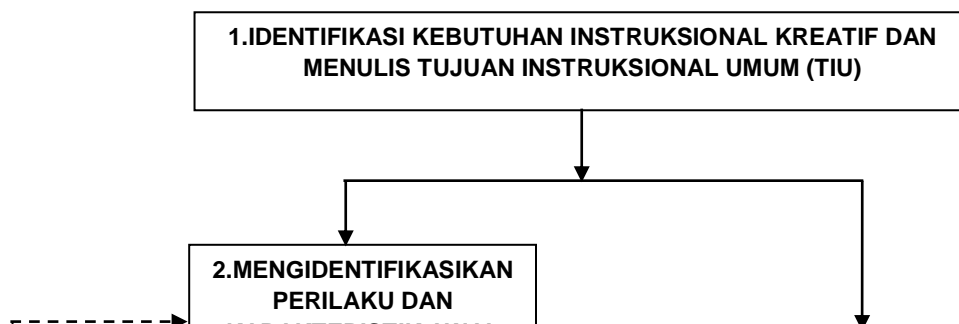 1.IDENTIFIKASI KEBUTUHAN INSTRUKSIONAL KREATIF DAN
MENULIS TUJUAN INSTRUKSIONAL UMUM (TIU)
2.MENGIDENTIFIKASIKAN
PERILAKU DAN